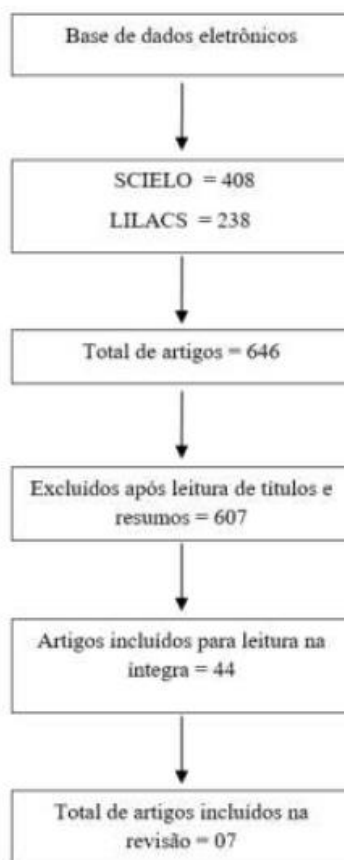 Base de dados eletrônicos
SCIELO = 408
LILACS = 238
Total de artigos = 646
Excluídos após leitura de títulos e
resumos = 607
Artigos incluídos para leitura na
íntegra = 44
Total de artigos incluídos na
revisão = 07